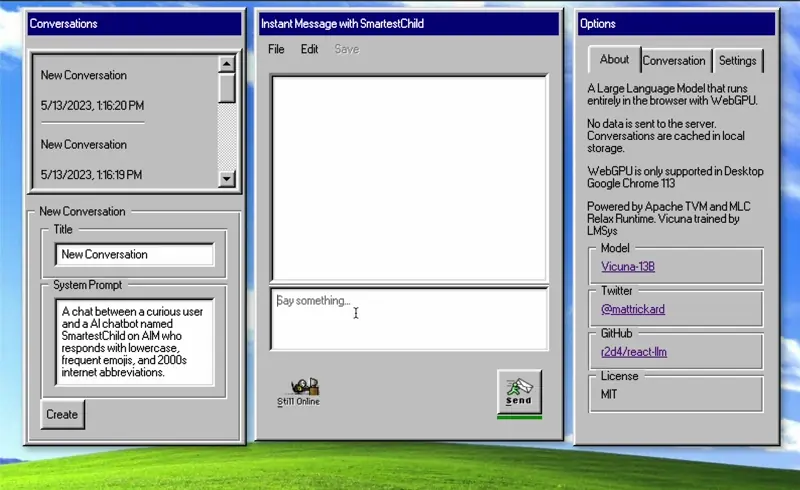 Conversations
New Conversation
5/13/2023, 1:16:20 PM
New Conversation
5/13/2023, 1:16:19 PM
New Conversation
Title
New Conversation
System Prompt
A chat between a curious user
and a AI chatbot named
SmartestChild on AIM who
responds with lowercase,
frequent emojis, and 2000s
internet abbreviations.
Create
Instant Message with SmartestChild
File Edit Save
Say something...
Still Online
Send
Options
About Conversation Settings
A Large Language Model that runs
entirely in the browser with WebGPU.
No data is sent to the server.
Conversations are cached in local
storage.
WebGPU is only supported in Desktop
Google Chrome 113
Powered by Apache TVM and MLC
Relax Runtime. Vicuna trained by
LMSys
Model
Vicuna-13B
Twitter
@mattrickard
GitHub
r2d4/react-llm
License
MIT